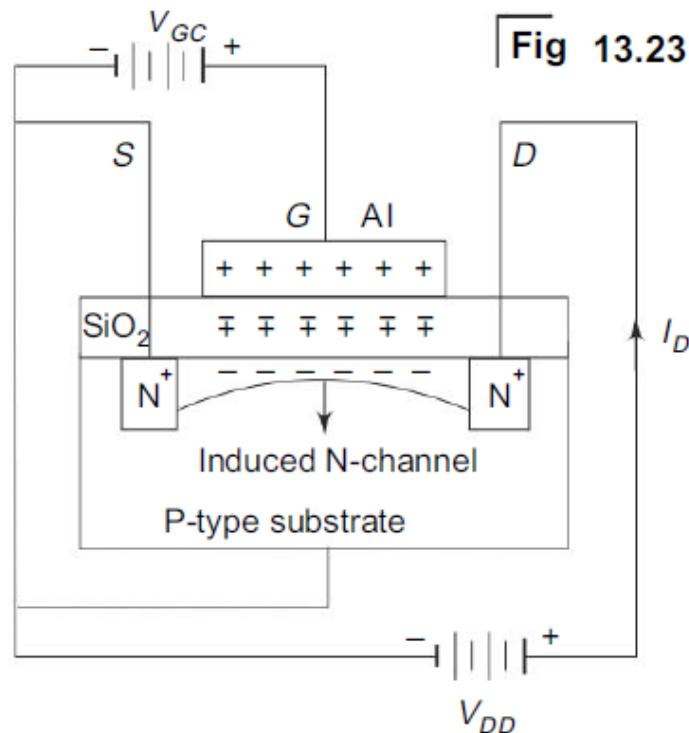 V_GC
Fig 13.23
− +
S D
G Al
+ + + + + +
SiO₂ ∓ ∓ ∓ ∓ ∓ ∓
I_D
− − − − − −
N⁺ N⁺
Induced N-channel
P-type substrate
− +
V_DD